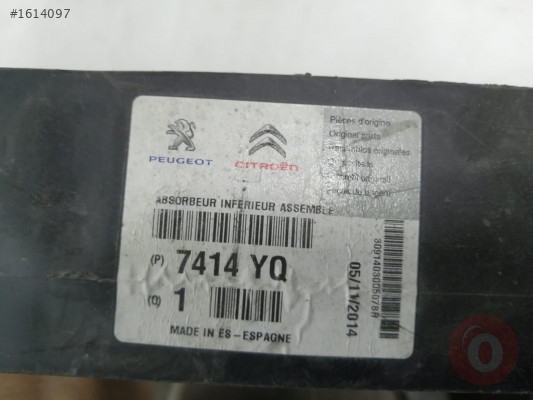 #1614097
PEUGEOT
CITROËN
Pièces d'origine
Original parts
originales
ABSORBEUR INFERIEUR ASSEMBLE
(P) 7414 YQ
(Q) 1
MADE IN ES-ESPAGNE
05/11/2014